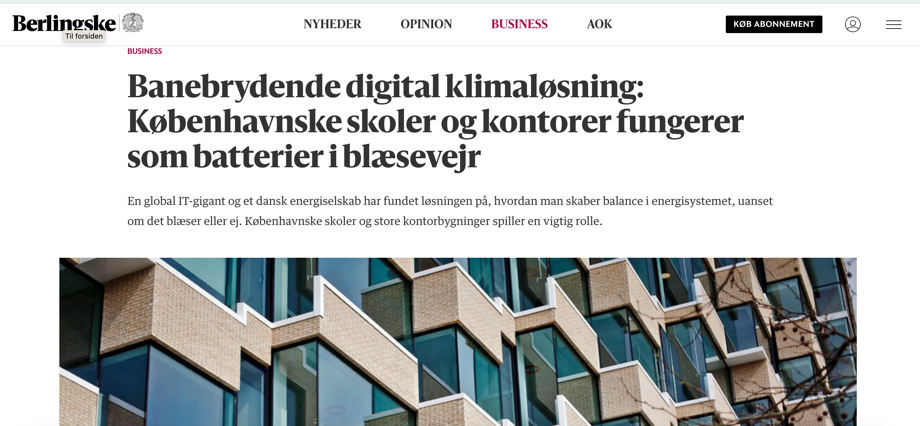 Berlingske
NYHEDER OPINION BUSINESS AOK KØB ABONNEMENT
Til forsiden
BUSINESS
Banebrydende digital klimaløsning:
Københavnske skoler og kontorer fungerer
som batterier i blæsevejr
En global IT-gigant og et dansk energiselskab har fundet løsningen på, hvordan man skaber balance i energisystemet, uanset
om det blæser eller ej. Københavnske skoler og store kontorbygninger spiller en vigtig rolle.